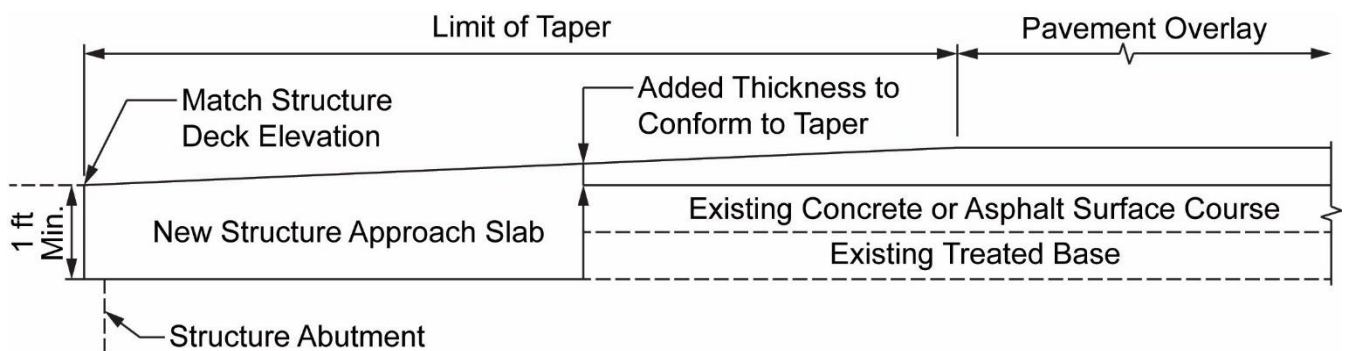 Limit of Taper
Pavement Overlay
Match Structure
Deck Elevation
Added Thickness to
Conform to Taper
1 ft
Min.
New Structure Approach Slab
Existing Concrete or Asphalt Surface Course
Existing Treated Base
Structure Abutment